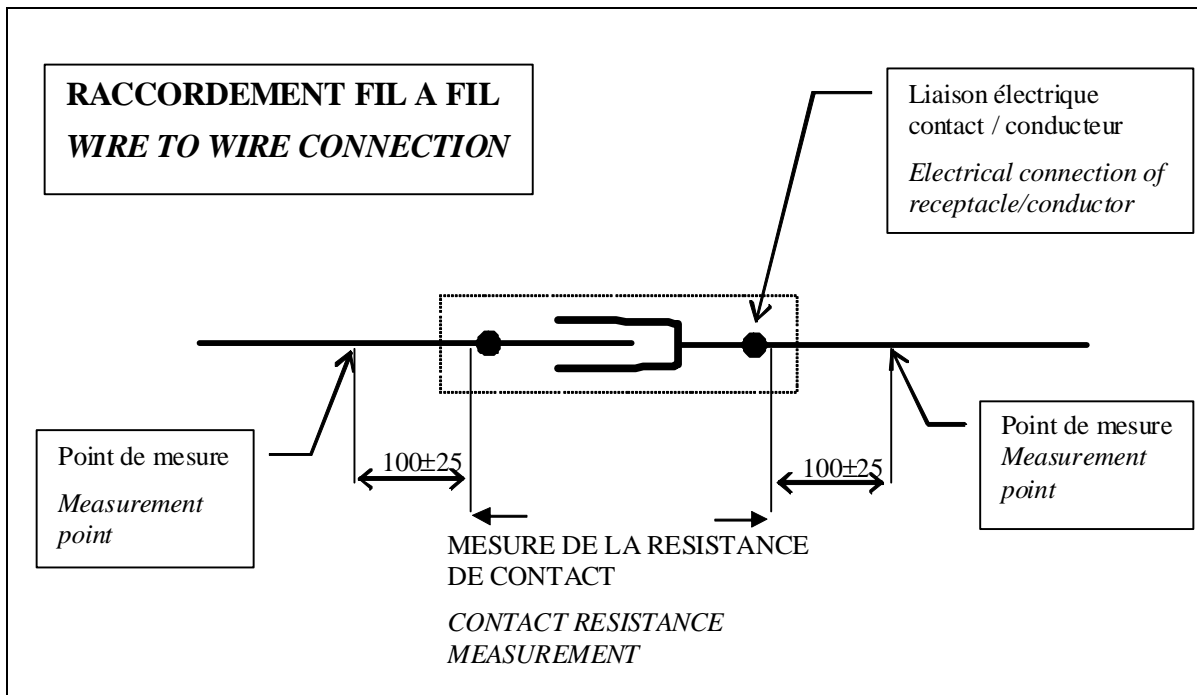 RACCORDEMENT FIL A FIL
WIRE TO WIRE CONNECTION
Liaison électrique
contact / conducteur
Electrical connection of
receptacle/conductor
Point de mesure
Measurement
point
100±25
100±25
Point de mesure
Measurement
point
MESURE DE LA RESISTANCE
DE CONTACT
CONTACT RESISTANCE
MEASUREMENT